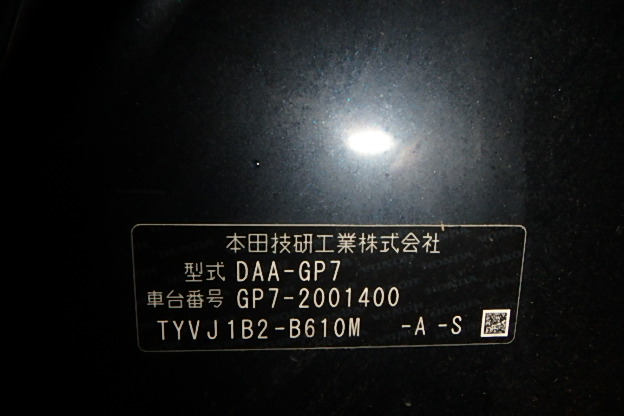 本田技研工業株式会社
型式 DAA-GP7
車台番号 GP7-2001400
TYVJ1B2-B610M -A -S